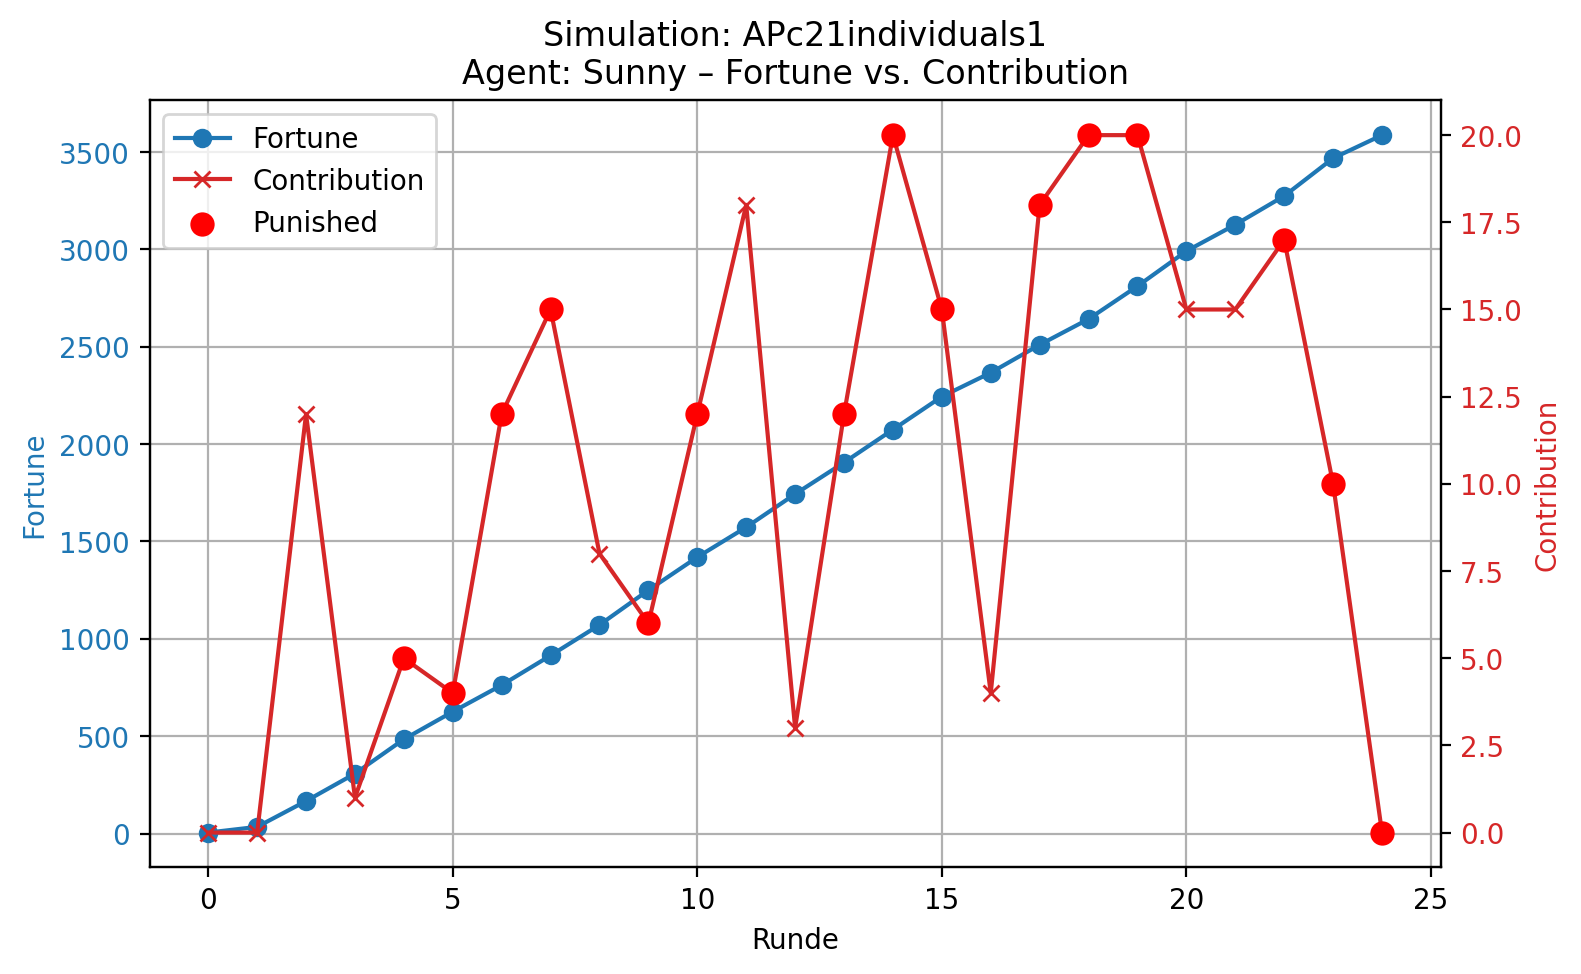 Simulation: APc21individuals1
Agent: Sunny – Fortune vs. Contribution
Fortune
Contribution
Punished
3500
3000
2500
2000
1500
1000
500
0
Fortune
20.0
17.5
15.0
12.5
10.0
7.5
5.0
2.5
0.0
Contribution
0 5 10 15 20 25
Runde